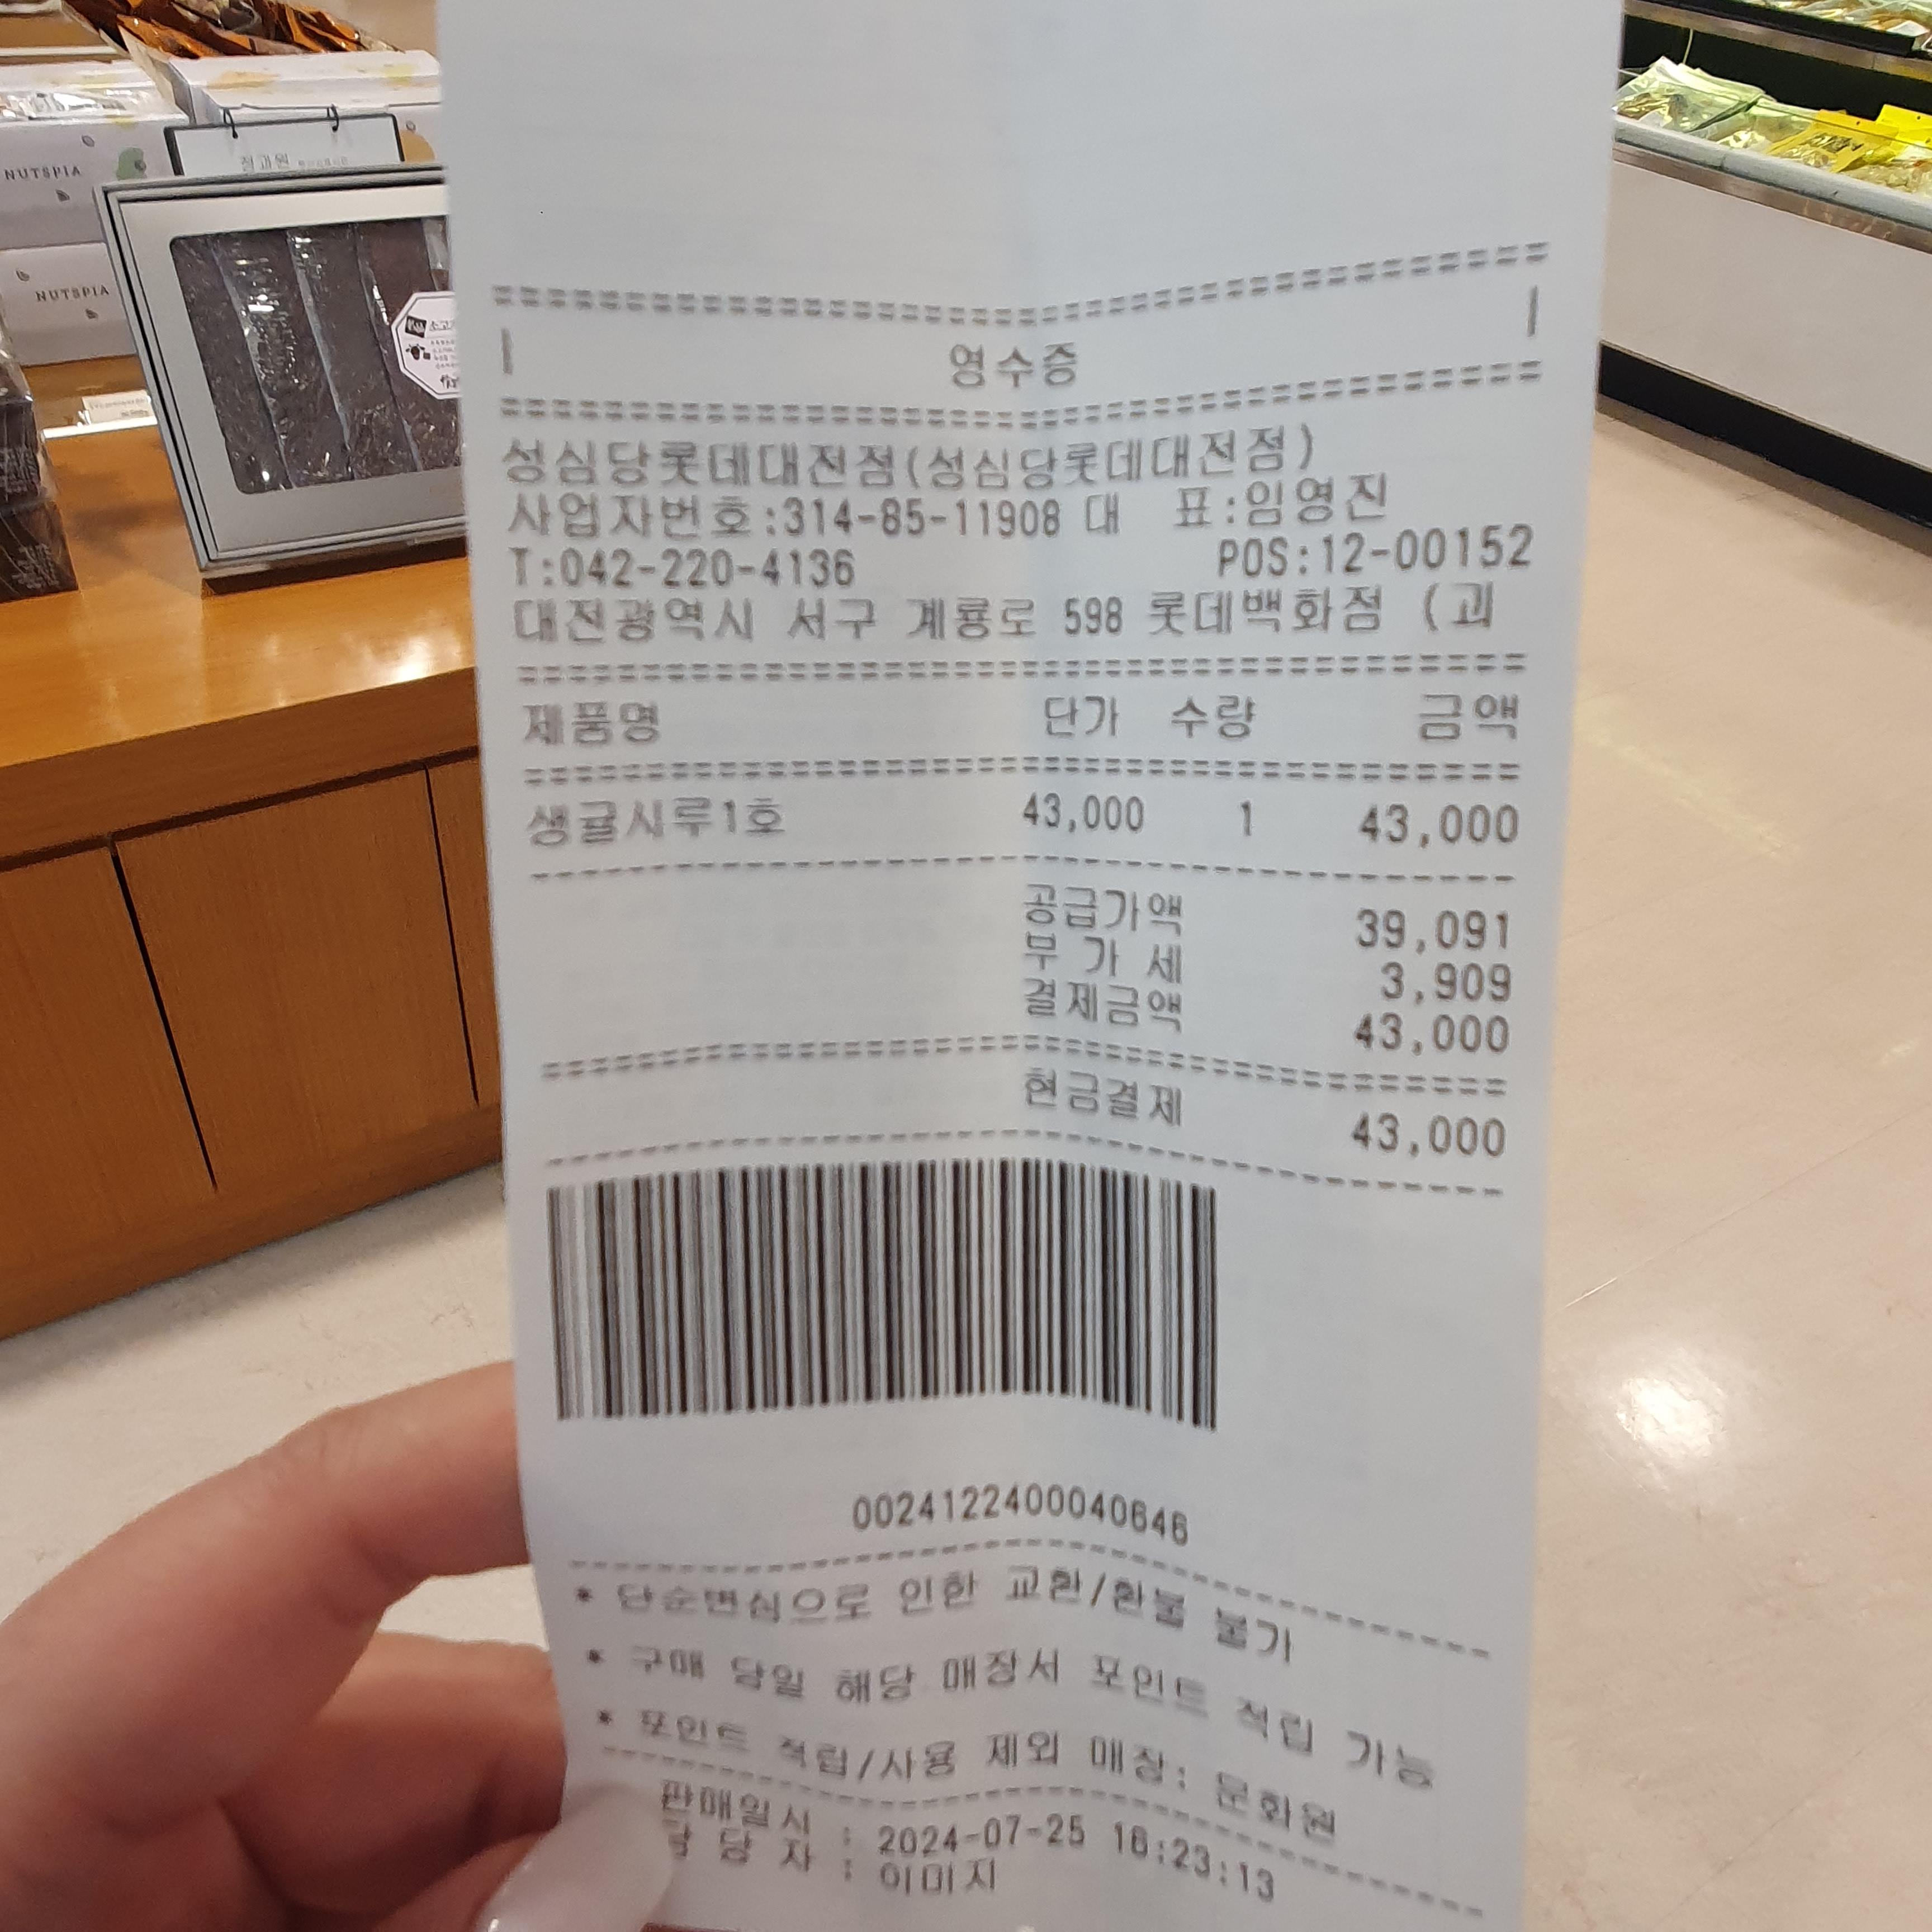 NUTSPIA
정과원
NUTSPIA
==========================================
| 영수증 |
==========================================
성심당롯데대전점(성심당롯데대전점)
사업자번호:314-85-11908 대 표:임영진
T:042-220-4136 POS:12-00152
대전광역시 서구 계룡로 598 롯데백화점 (괴
==========================================
제품명 단가 수량 금액
==========================================
생귤시루1호 43,000 1 43,000
------------------------------------------
공급가액 39,091
부 가 세 3,909
결제금액 43,000
==========================================
현금결제 43,000
------------------------------------------
0024122400040646
------------------------------------------
* 단순변심으로 인한 교환/환불 불가
* 구매 당일 해당 매장서 포인트 적립 가능
* 포인트 적립/사용 제외 매장: 문화원
------------------------------------------
판매일시 : 2024-07-25 16:23:13
담 당 자 : 이미지